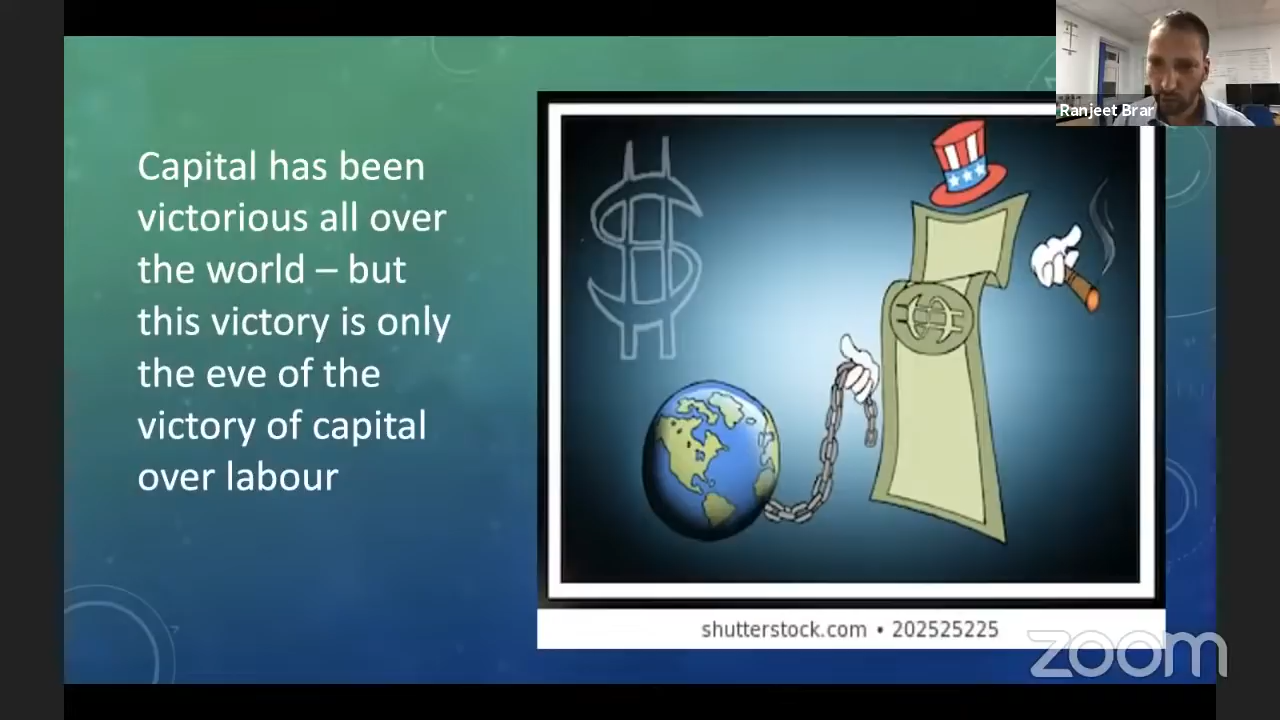 Capital has been
victorious all over
the world – but
this victory is only
the eve of the
victory of capital
over labour
Ranjeet Brar
shutterstock.com • 202525225
zoom